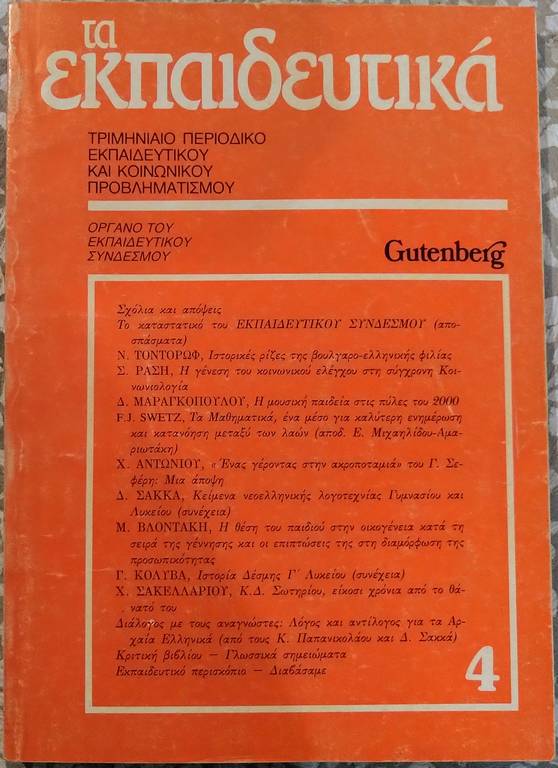 τα
εκπαιδευτικά
ΤΡΙΜΗΝΙΑΙΟ ΠΕΡΙΟΔΙΚΟ
ΕΚΠΑΙΔΕΥΤΙΚΟΥ
ΚΑΙ ΚΟΙΝΩΝΙΚΟΥ
ΠΡΟΒΛΗΜΑΤΙΣΜΟΥ
ΟΡΓΑΝΟ ΤΟΥ
ΕΚΠΑΙΔΕΥΤΙΚΟΥ
ΣΥΝΔΕΣΜΟΥ
Gutenberg
Σχόλια και απόψεις
Το καταστατικό του ΕΚΠΑΙΔΕΥΤΙΚΟΥ ΣΥΝΔΕΣΜΟΥ (απο-
σπάσματα)
Ν. ΤΟΝΤΟΡΩΦ, Ιστορικές ρίζες της βουλγαρο-ελληνικής φιλίας
Σ. ΡΑΣΗ, Η γένεση του κοινωνικού ελέγχου στη σύγχρονη Κοι-
νωνιολογία
Δ. ΜΑΡΑΓΚΟΠΟΥΛΟΥ, Η μουσική παιδεία στις πύλες του 2000
F.J. SWETZ, Τα Μαθηματικά, ένα μέσο για καλύτερη ενημέρωση
και κατανόηση μεταξύ των λαών (αποδ. Ε. Μιχαηλίδου-Αμα-
ριωτάκη)
Χ. ΑΝΤΩΝΙΟΥ, «Ένας γέροντας στην ακροποταμιά» του Γ. Σε-
φέρη: Μια άποψη
Δ. ΣΑΚΚΑ, Κείμενα νεοελληνικής λογοτεχνίας Γυμνασίου και
Λυκείου (συνέχεια)
Μ. ΒΛΟΝΤΑΚΗ, Η θέση του παιδιού στην οικογένεια κατά τη
σειρά της γέννησης και οι επιπτώσεις της στη διαμόρφωση της
προσωπικότητας
Γ. ΚΟΛΥΒΑ, Ιστορία Δέσμης Γ΄ Λυκείου (συνέχεια)
Χ. ΣΑΚΕΛΛΑΡΙΟΥ, Κ.Δ. Σωτηρίου, είκοσι χρόνια από το θά-
νατό του
Διάλογος με τους αναγνώστες: Λόγος και αντίλογος για τα Αρ-
χαία Ελληνικά (από τους Κ. Παπανικολάου και Δ. Σακκά)
Κριτική βιβλίου — Γλωσσικά σημειώματα
Εκπαιδευτικό περισκόπιο — Διαβάσαμε
4